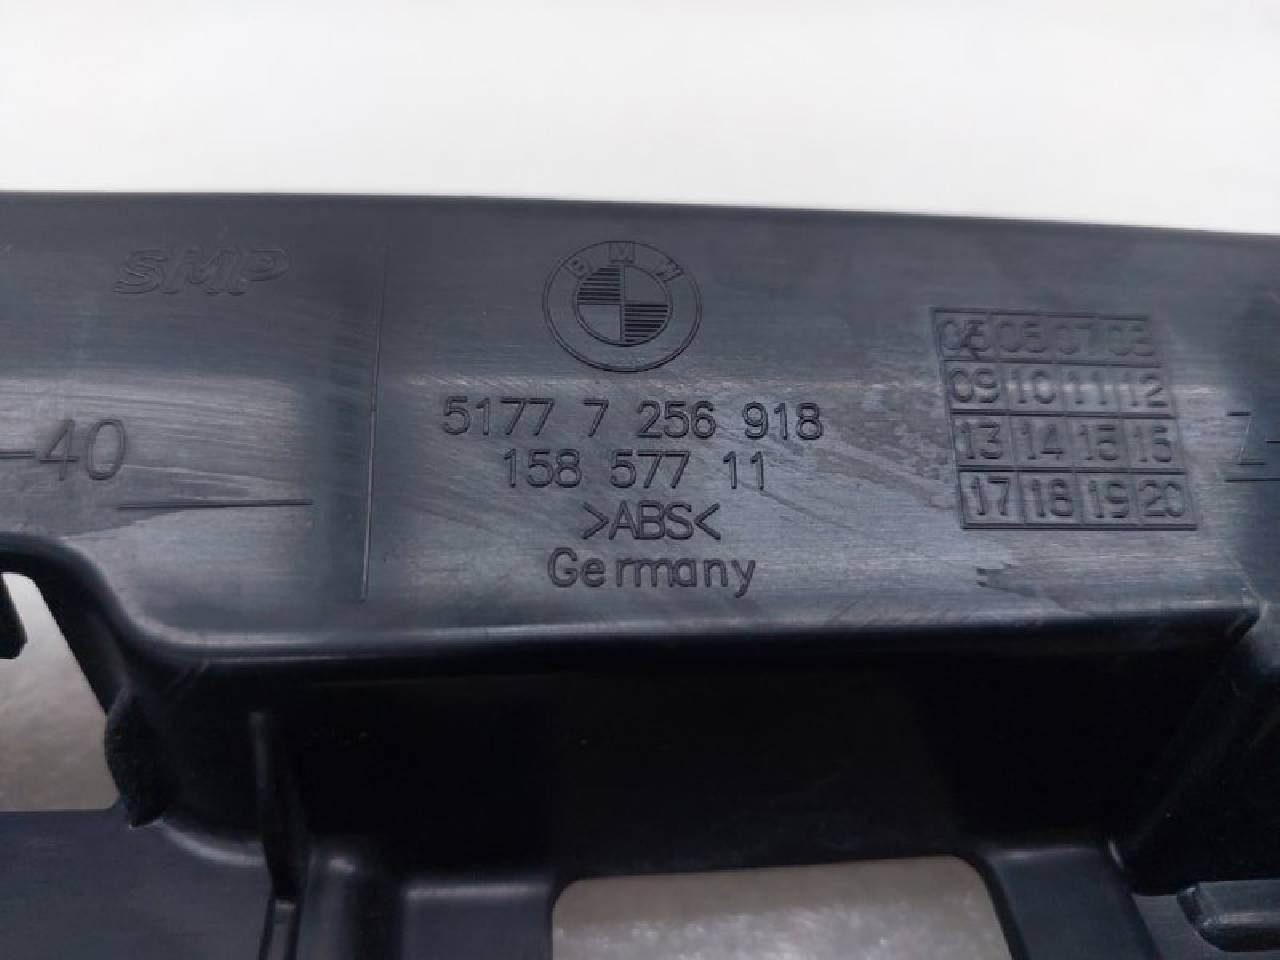 SMP
BMW
5177 7 256 918
158 577 11
>ABS<
Germany
-40
05 06 07 08
09 10 11 12
13 14 15 16
17 18 19 20
Z-